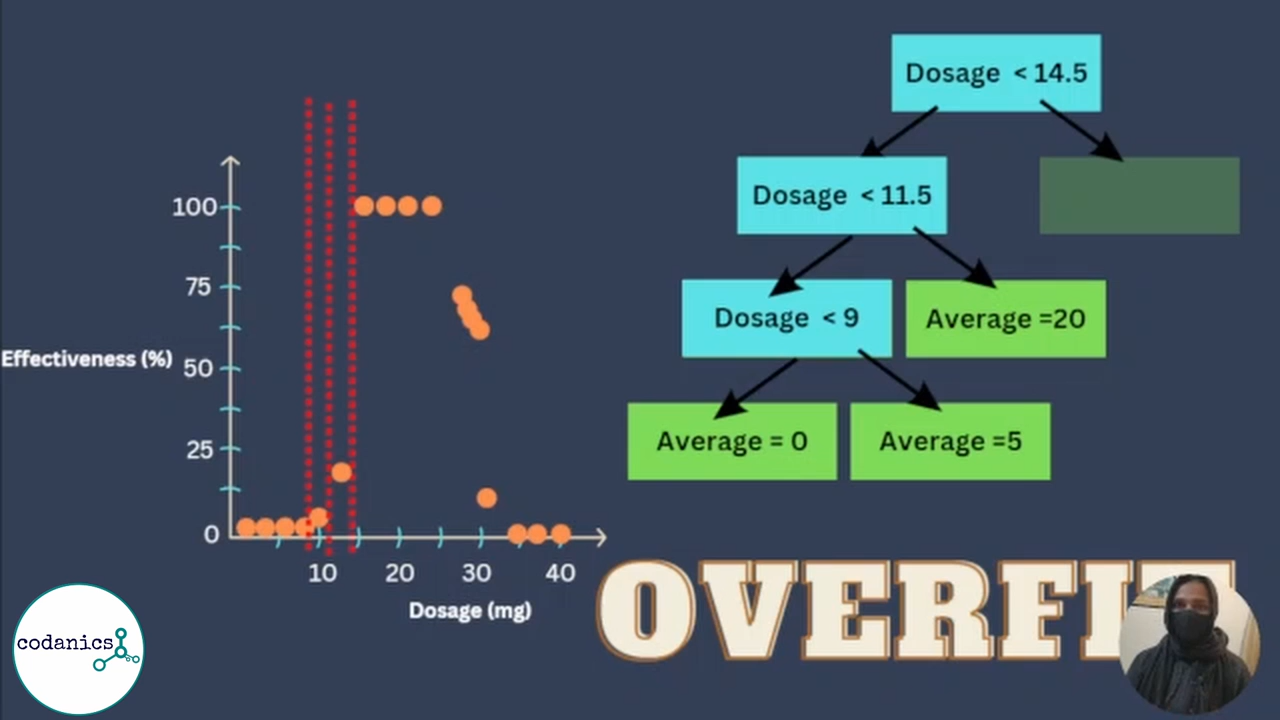 Dosage < 14.5
Dosage < 11.5
Dosage < 9
Average =20
Average = 0
Average =5
100
75
50
25
0
Effectiveness (%)
10 20 30 40
Dosage (mg)
OVERFI
codanics